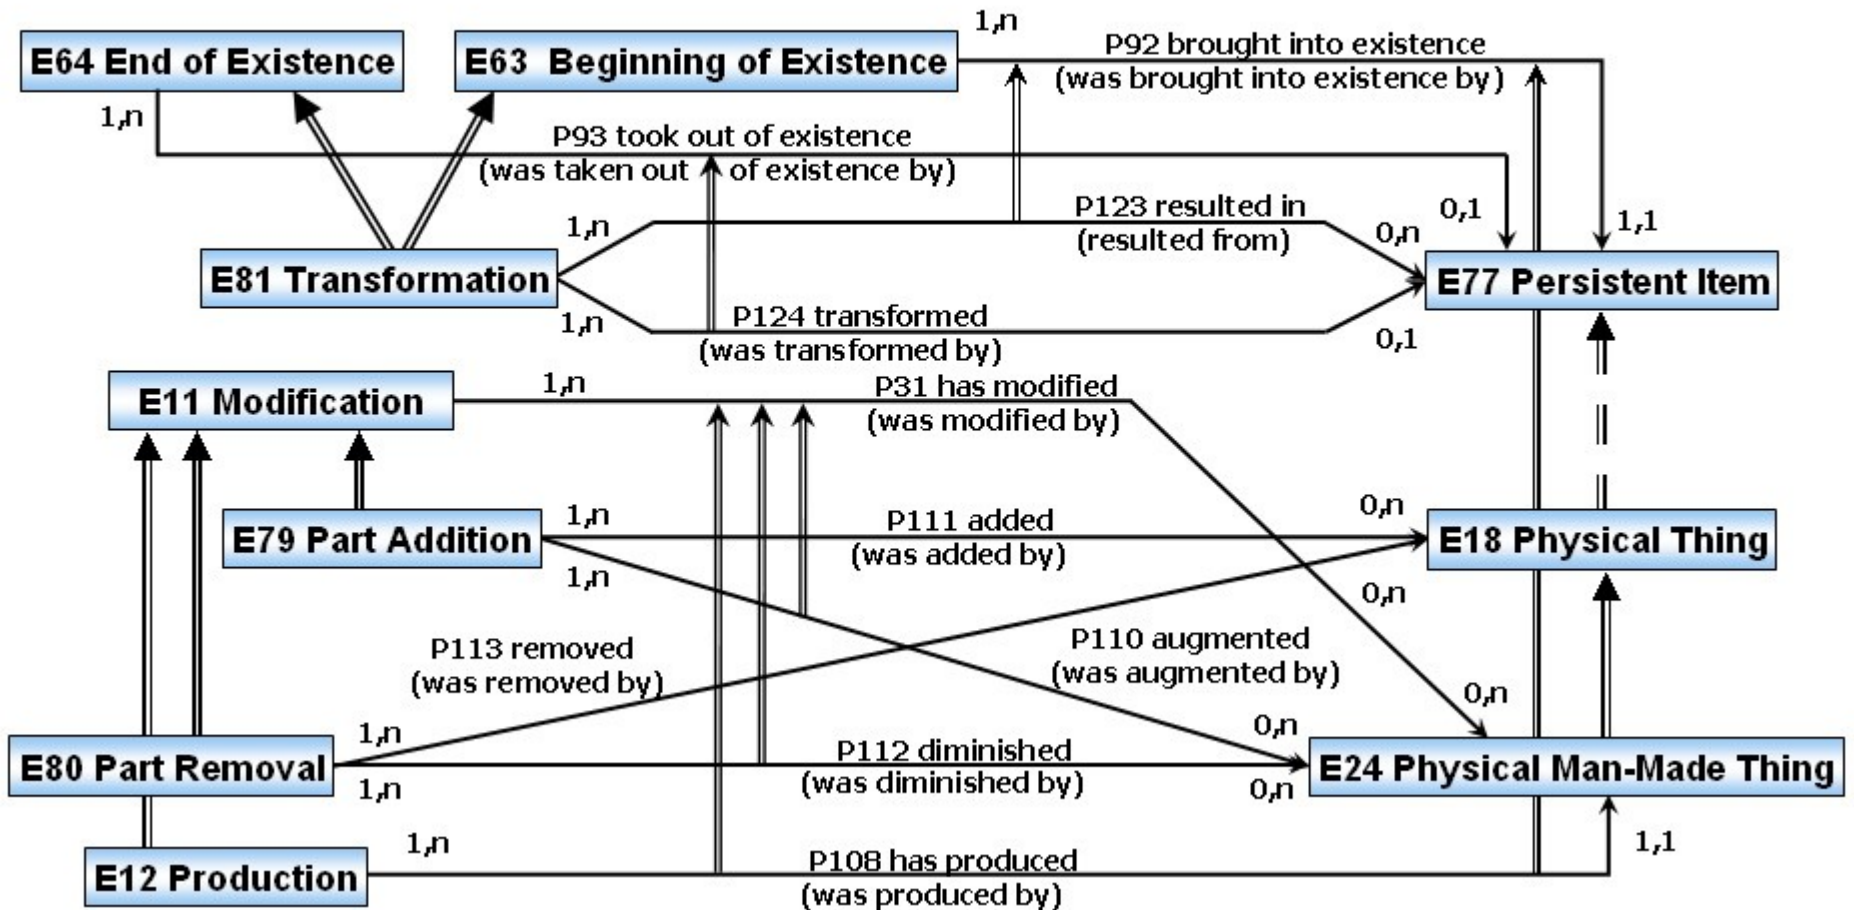 1,n
E64 End of Existence
E63 Beginning of Existence
P92 brought into existence
(was brought into existence by)
1,n
P93 took out of existence
(was taken out of existence by)
1,n
P123 resulted in
(resulted from)
0,n
0,1
1,1
E81 Transformation
E77 Persistent Item
1,n
P124 transformed
(was transformed by)
0,1
E11 Modification
1,n
P31 has modified
(was modified by)
E79 Part Addition
1,n
P111 added
(was added by)
0,n
E18 Physical Thing
1,n
0,n
P113 removed
(was removed by)
P110 augmented
(was augmented by)
0,n
0,n
E80 Part Removal
1,n
P112 diminished
(was diminished by)
1,n
0,n
E24 Physical Man-Made Thing
E12 Production
1,n
P108 has produced
(was produced by)
1,1